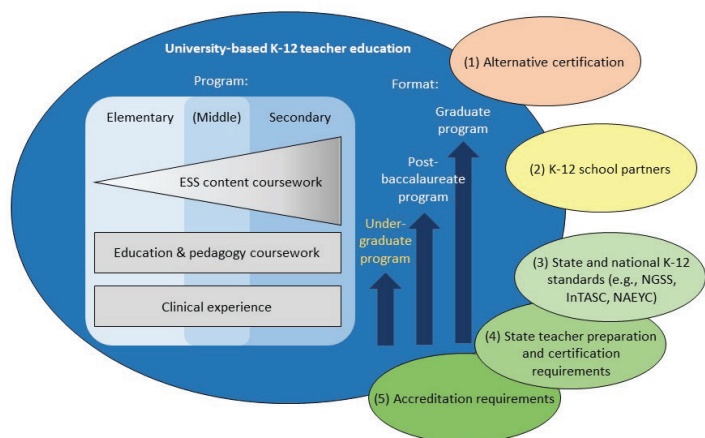 University-based K-12 teacher education
Program:
Format:
Elementary
(Middle)
Secondary
ESS content coursework
Education & pedagogy coursework
Clinical experience
Under-
graduate
program
Post-
baccalaureate
program
Graduate
program
(1) Alternative certification
(2) K-12 school partners
(3) State and national K-12
standards (e.g., NGSS,
InTASC, NAEYC)
(4) State teacher preparation
and certification
requirements
(5) Accreditation requirements